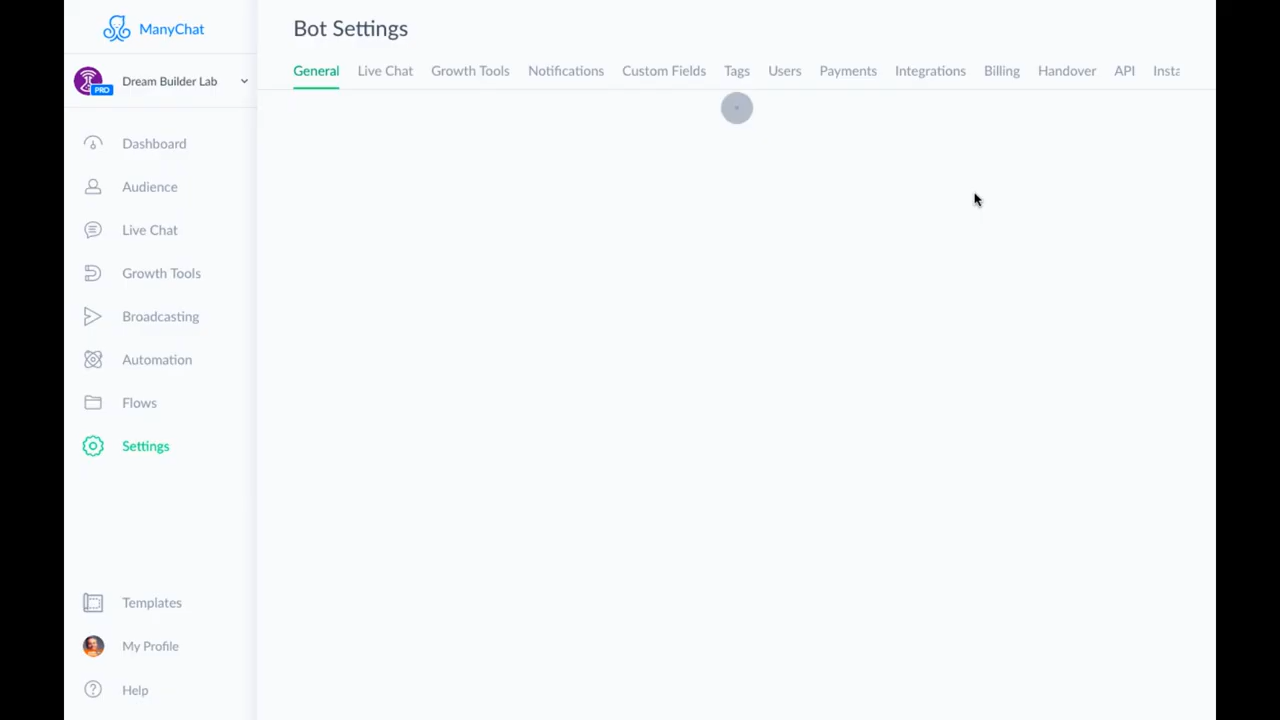 ManyChat
Bot Settings
General Live Chat Growth Tools Notifications Custom Fields Tags Users Payments Integrations Billing Handover API Insta
Dream Builder Lab
PRO
Dashboard
Audience
Live Chat
Growth Tools
Broadcasting
Automation
Flows
Settings
Templates
My Profile
Help